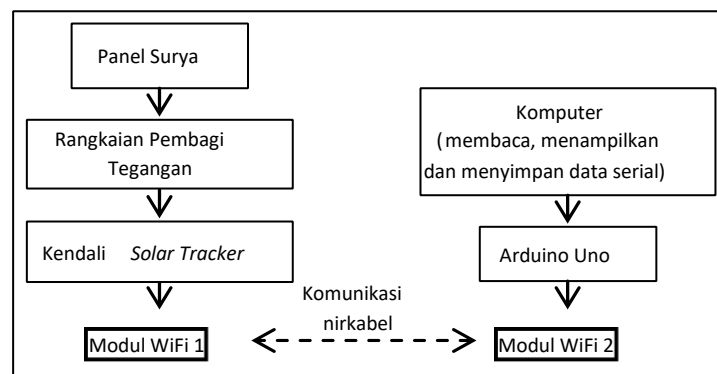 Panel Surya
Rangkaian Pembagi
Tegangan
Kendali Solar Tracker
Modul WiFi 1
Komunikasi
nirkabel
Komputer
(membaca, menampilkan
dan menyimpan data serial)
Arduino Uno
Modul WiFi 2